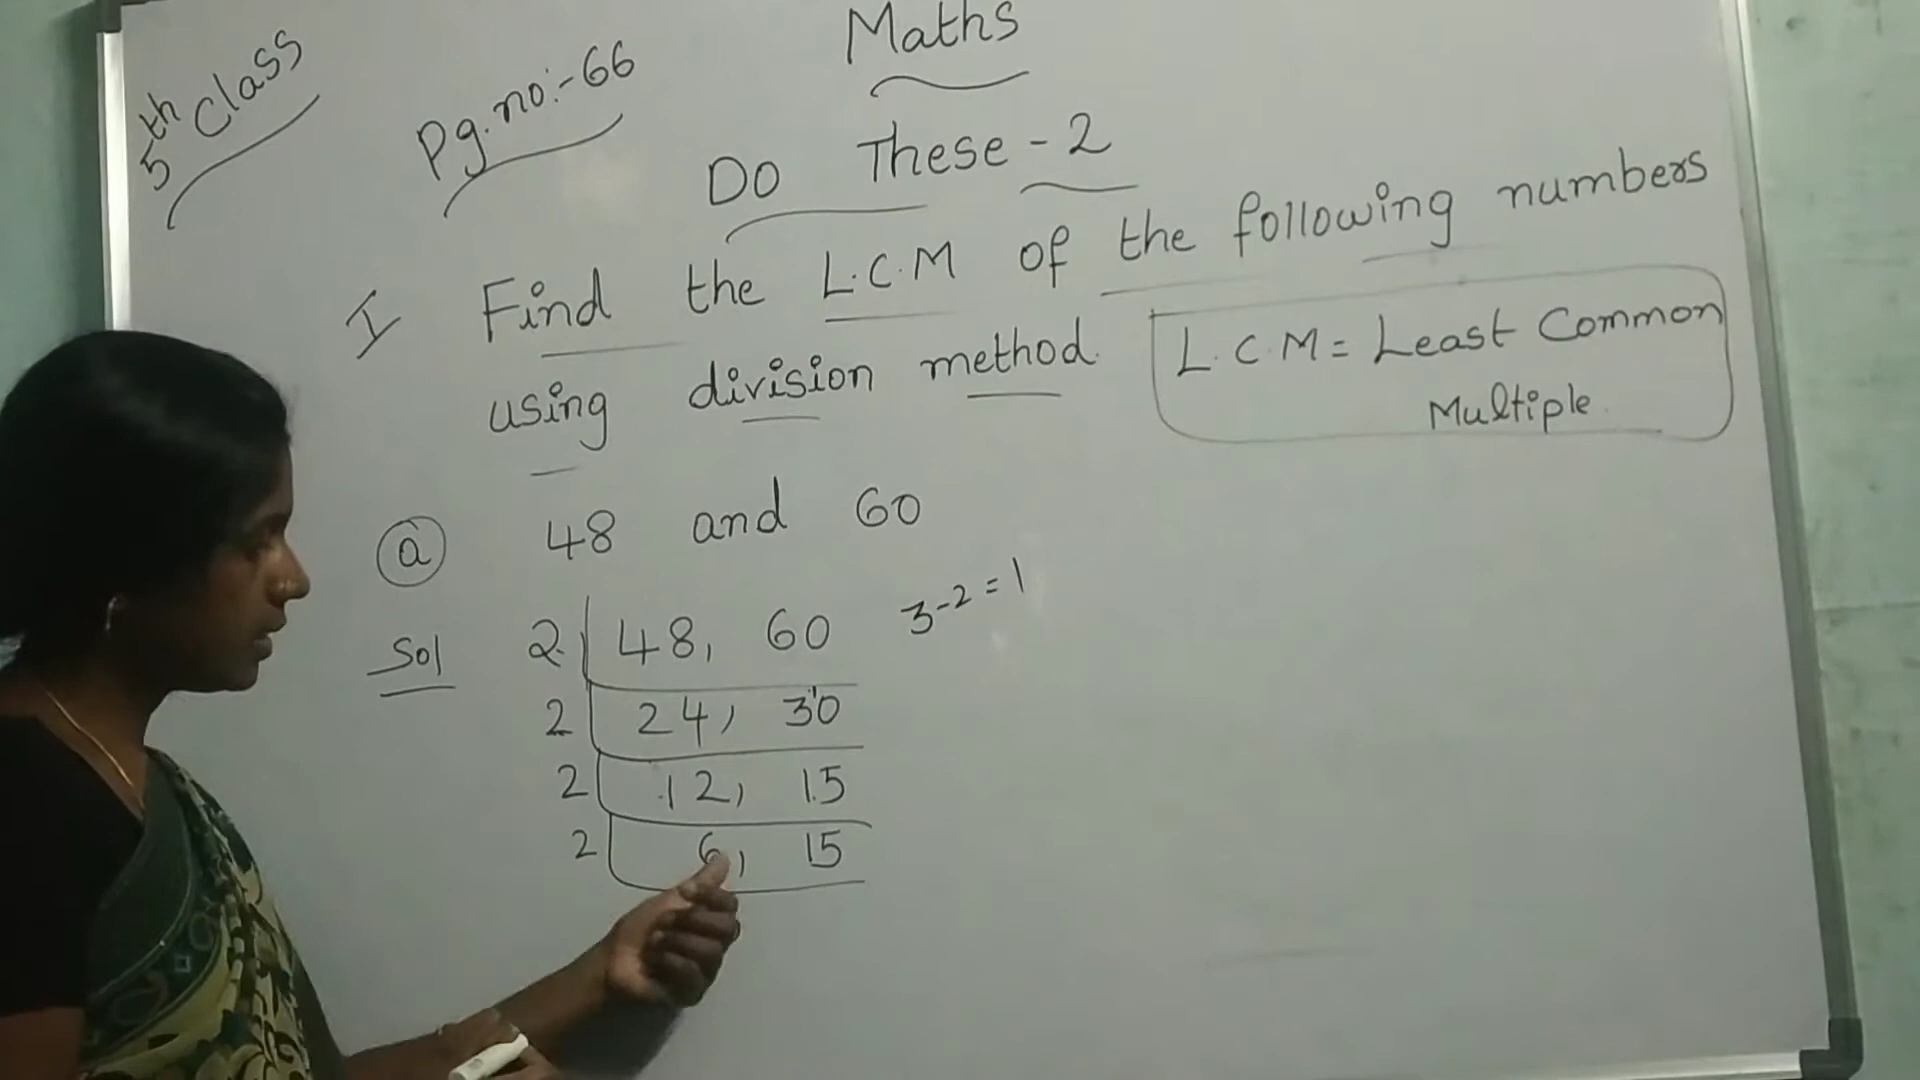 Maths
5th class
Pg.no:-66
Do These-2
I Find the L.C.M of the following numbers
using division method.
L.C.M= Least Common
Multiple.
a 48 and 60
Sol 2 48, 60 3-2=1
2 24, 30
2 12, 15
2 6, 15